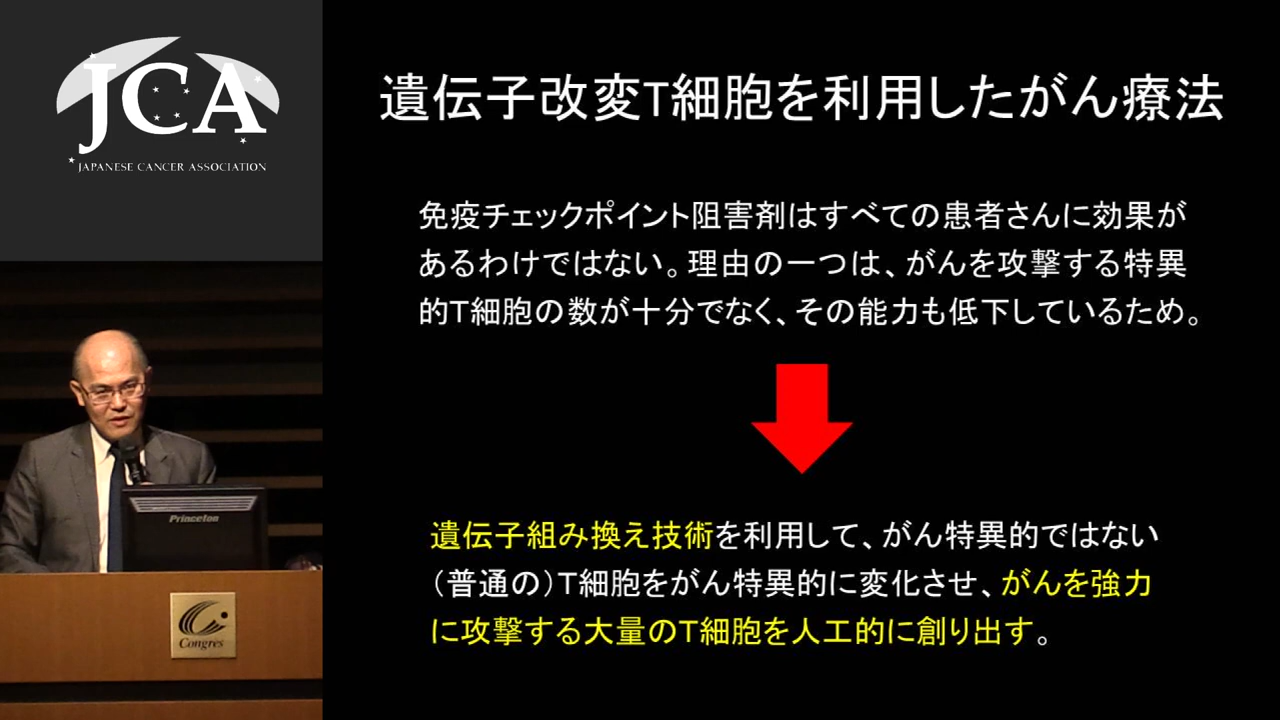 JCA
JAPANESE CANCER ASSOCIATION
遺伝子改変T細胞を利用したがん療法
免疫チェックポイント阻害剤はすべての患者さんに効果が
あるわけではない。理由の一つは、がんを攻撃する特異
的T細胞の数が十分でなく、その能力も低下しているため。
遺伝子組み換え技術を利用して、がん特異的ではない
（普通の）T細胞をがん特異的に変化させ、がんを強力
に攻撃する大量のT細胞を人工的に創り出す。
Princeton
Congres